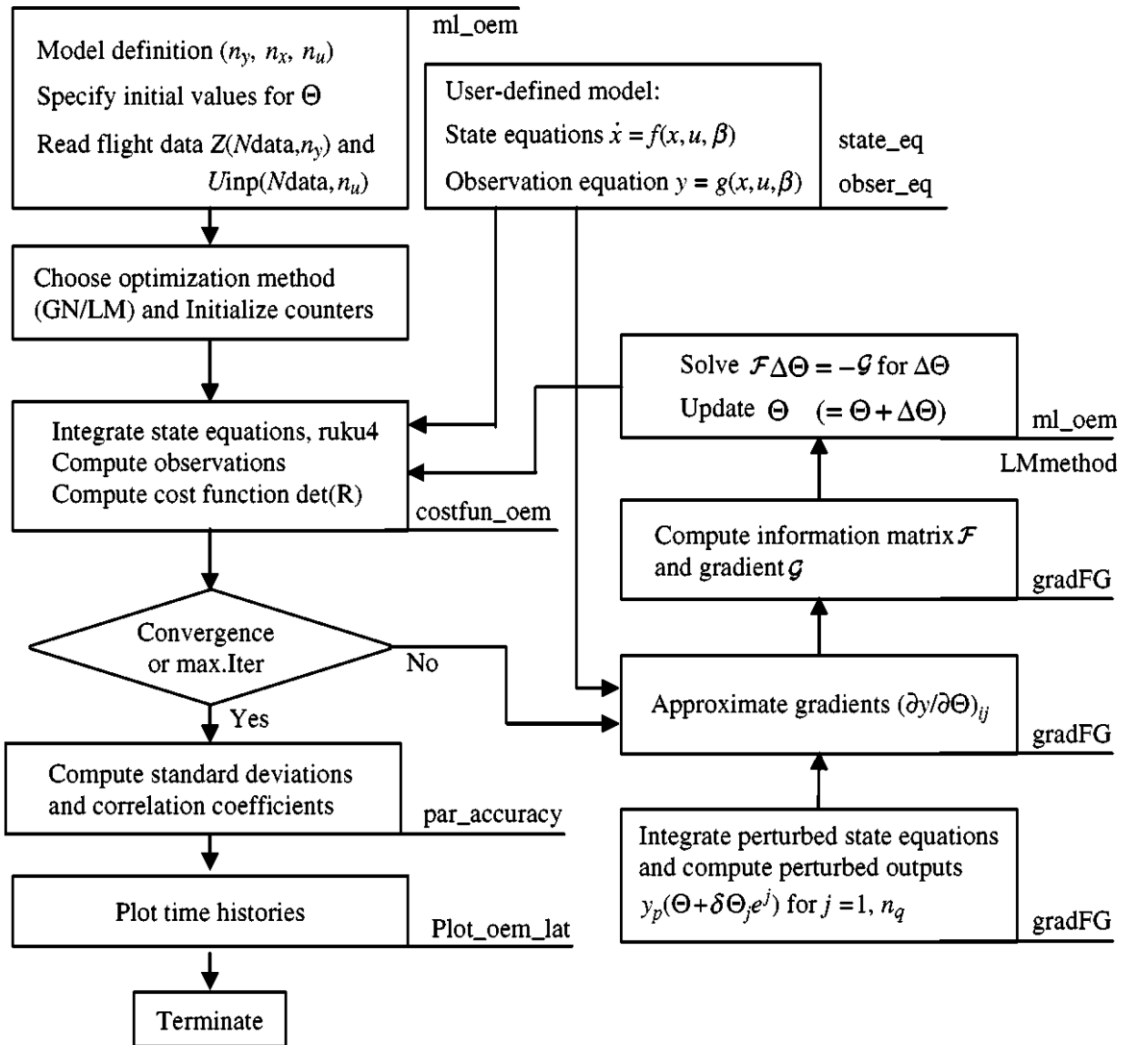 Model definition (n_y, n_x, n_u)
Specify initial values for Θ
Read flight data Z(Ndata,n_y) and
Uinp(Ndata, n_u)
ml_oem
User-defined model:
State equations ẋ = f(x, u, β)
Observation equation y = g(x, u, β)
state_eq
obser_eq
Choose optimization method
(GN/LM) and Initialize counters
Integrate state equations, ruku4
Compute observations
Compute cost function det(R)
costfun_oem
Solve ℱΔΘ = −𝒢 for ΔΘ
Update Θ (= Θ + ΔΘ)
ml_oem
LMmethod
Compute information matrix ℱ
and gradient 𝒢
gradFG
Convergence
or max.Iter
No
Yes
Approximate gradients (∂y/∂Θ)_ij
gradFG
Compute standard deviations
and correlation coefficients
par_accuracy
Integrate perturbed state equations
and compute perturbed outputs
y_p(Θ+δΘ_j e^j) for j = 1, n_q
gradFG
Plot time histories
Plot_oem_lat
Terminate